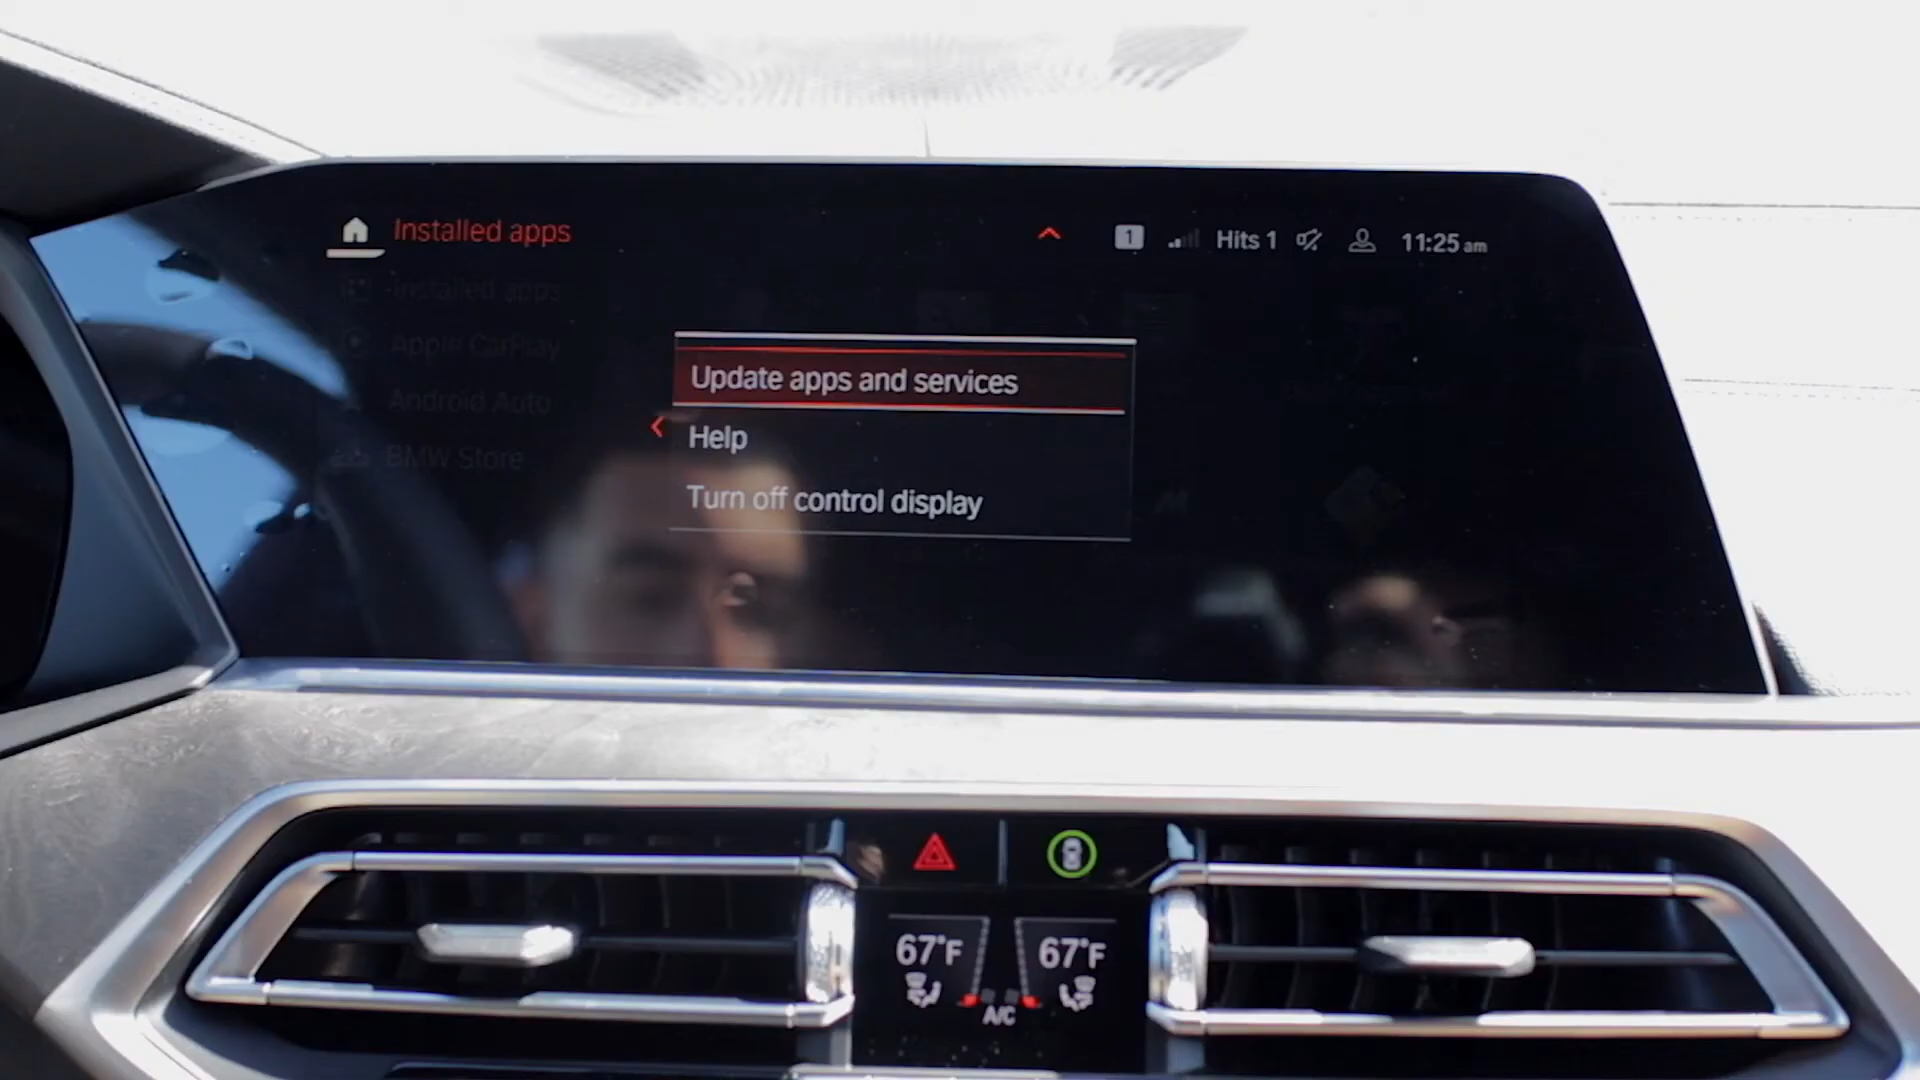 Installed apps
1 Hits 1 11:25 am
Installed apps
Apple CarPlay
Android Auto
BMW Store
Update apps and services
Help
Turn off control display
67°F 67°F
A/C